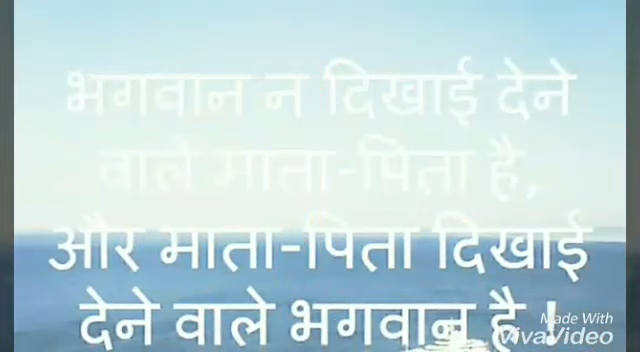 भगवान न दिखाई देने
वाले माता-पिता है,
और माता-पिता दिखाई
देने वाले भगवान है !
Made With
VivaVideo